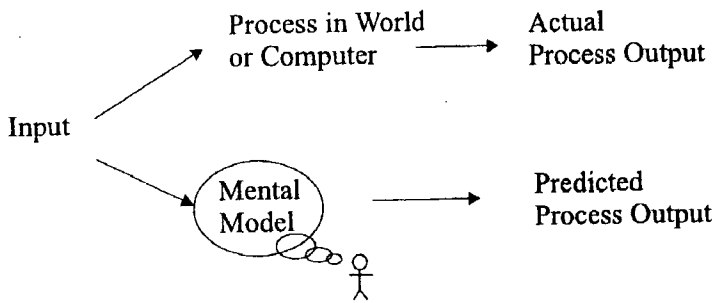 Process in World
or Computer
Actual
Process Output
Input
Mental
Model
Predicted
Process Output